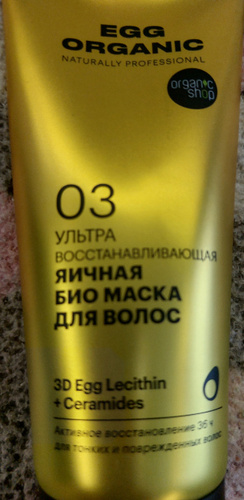 EGG
ORGANIC
NATURALLY PROFESSIONAL
organic
shop
03
УЛЬТРА
ВОССТАНАВЛИВАЮЩАЯ
ЯИЧНАЯ
БИО МАСКА
ДЛЯ ВОЛОС
3D Egg Lecithin
+ Ceramides
Активное восстановление 36 ч
для тонких и поврежденных волос